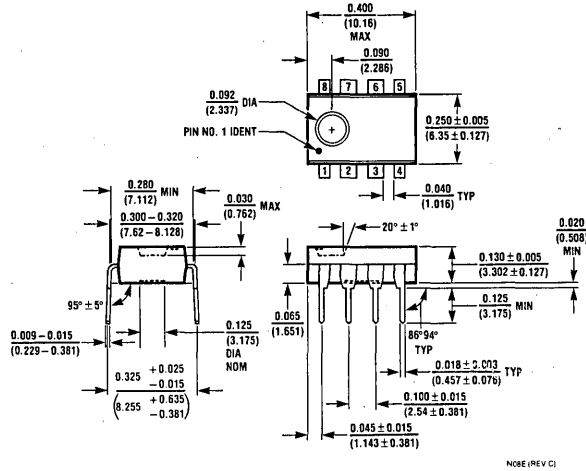 0.400
(10.16)
MAX
0.090
(2.286)
8 7 6 5
0.092
(2.337)
DIA
PIN NO. 1 IDENT
0.250 ± 0.005
(6.35 ± 0.127)
1 2 3 4
0.040
(1.016)
TYP
0.280
(7.112)
MIN
0.300 – 0.320
(7.62 – 8.128)
0.030
(0.762)
MAX
20° ± 1°
0.020
(0.508)
MIN
0.130 ± 0.005
(3.302 ± 0.127)
95° ± 5°
0.065
(1.651)
0.125
(3.175)
MIN
0.009 – 0.015
(0.229 – 0.381)
0.125
(3.175)
DIA
NOM
86° 94°
TYP
0.018 ± 0.003
(0.457 ± 0.076)
TYP
0.325 +0.025
-0.015
(8.255 +0.635
-0.381)
0.100 ± 0.015
(2.54 ± 0.381)
0.045 ± 0.015
(1.143 ± 0.381)
N08E (REV C)